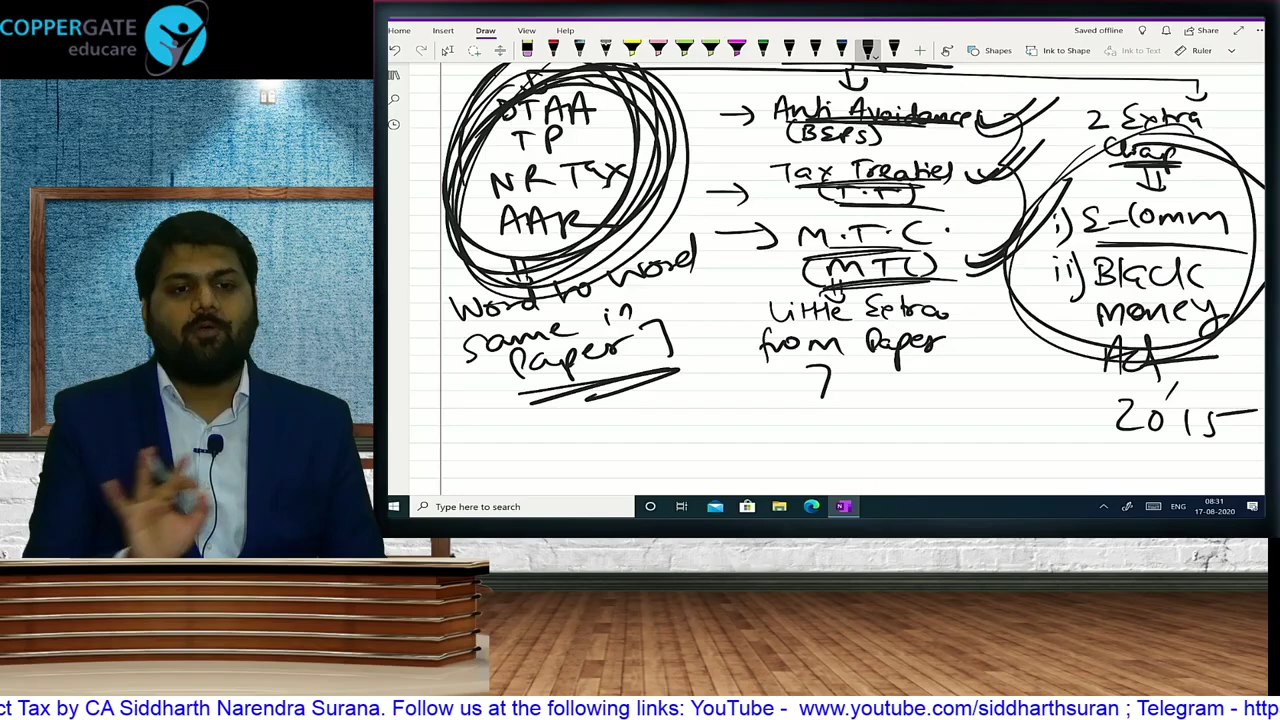 COPPERGATE
educare
Home Insert Draw View Help
Saved offline
Share
Shapes
Ink to Shape
Ink to Text
Ruler
DTAA
TP
NR Tax
AAR
Word to Word
same in
Paper
Anti Avoidance
(BEPS)
Tax Treaties
(T.T)
M.T.C.
(MTC)
Little Extra
from Paper
7
2 Extra
Chap
i) E-Comm
ii) Black
money
Act
2015
Type here to search
ENG
08:31
17-08-2020
ct Tax by CA Siddharth Narendra Surana. Follow us at the following links: YouTube - www.youtube.com/siddharthsuran ; Telegram - http